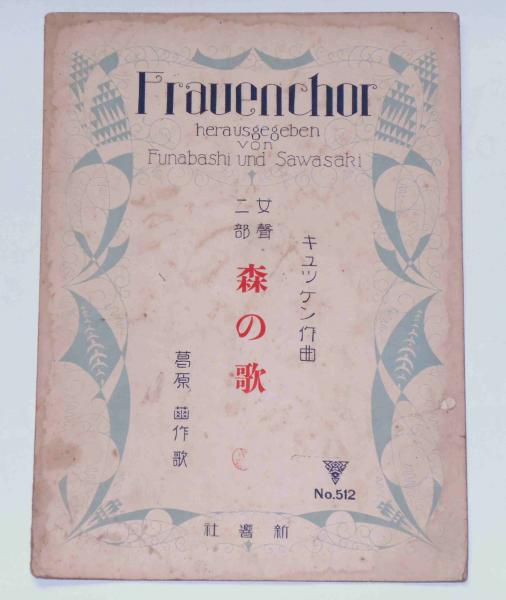 Frauenchor
herausgegeben
von
Funabashi und Sawasaki
キュッケン作曲
女聲
二部
森の歌
葛原 𦿶作歌
No.512
新響社